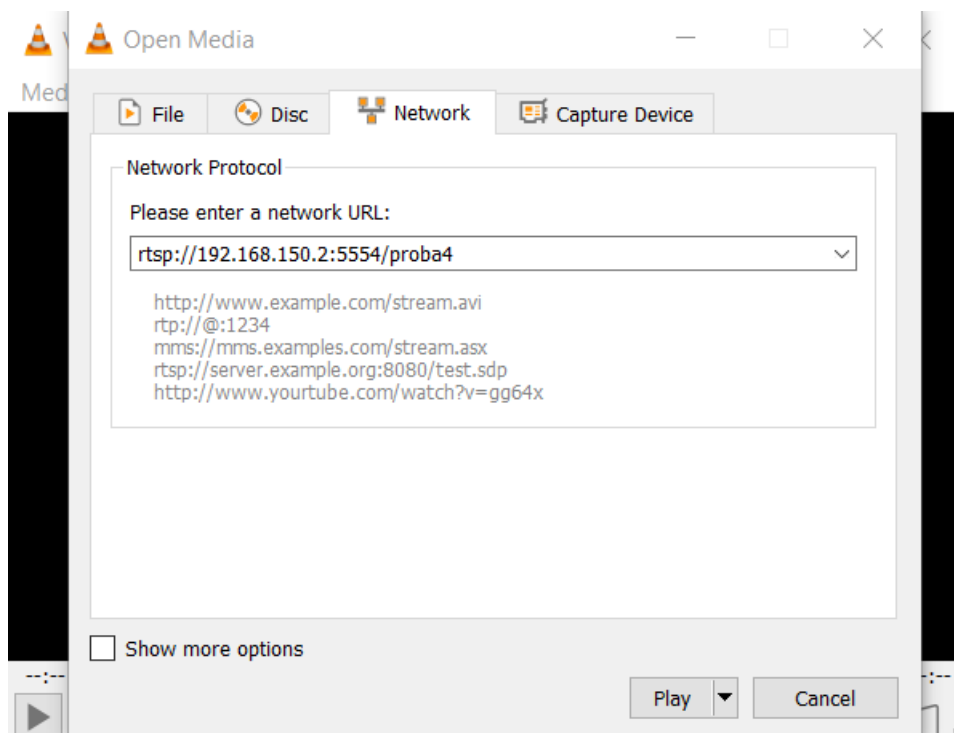 Open Media
Med
File Disc Network Capture Device
Network Protocol
Please enter a network URL:
rtsp://192.168.150.2:5554/proba4
http://www.example.com/stream.avi
rtp://@:1234
mms://mms.examples.com/stream.asx
rtsp://server.example.org:8080/test.sdp
http://www.yourtube.com/watch?v=gg64x
Show more options
--:--
-:--
Play Cancel